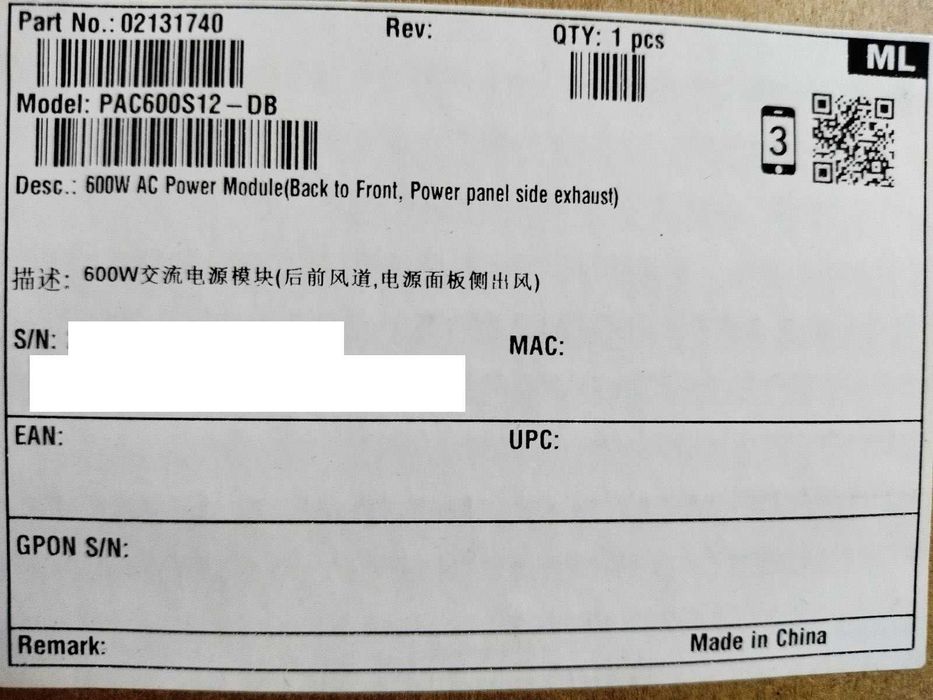 Part No.: 02131740
Rev:
QTY: 1 pcs
ML
Model: PAC600S12-DB
3
Desc.: 600W AC Power Module(Back to Front, Power panel side exhaust)
描述: 600W交流电源模块(后前风道,电源面板侧出风)
S/N:
MAC:
EAN:
UPC:
GPON S/N:
Remark:
Made in China